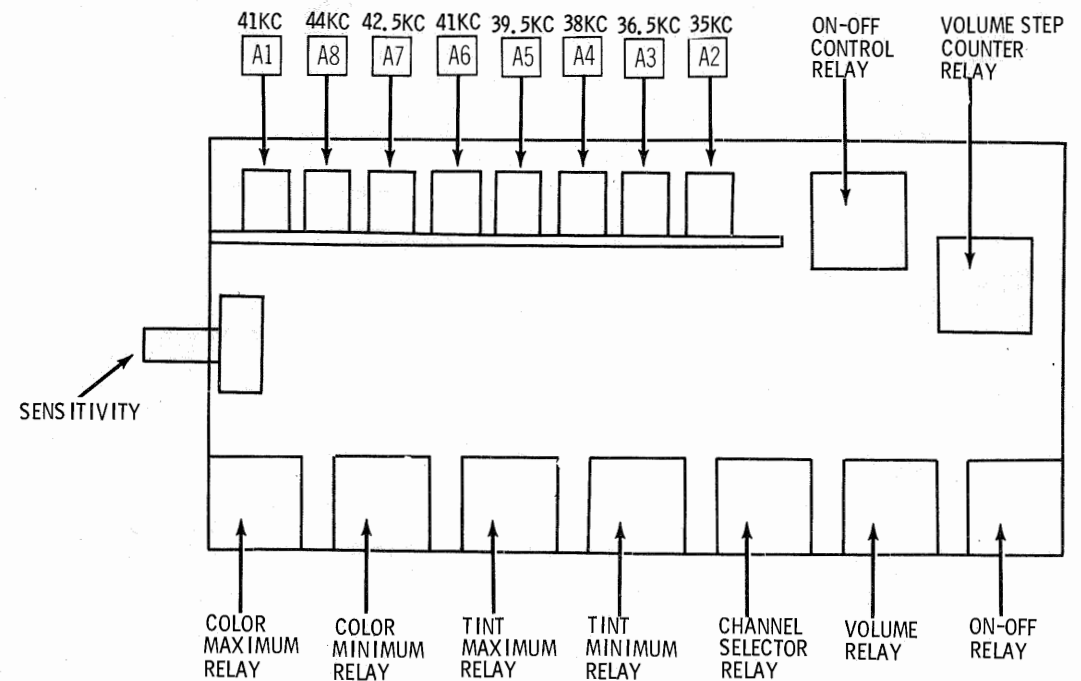 41KC 44KC 42.5KC 41KC 39.5KC 38KC 36.5KC 35KC
A1 A8 A7 A6 A5 A4 A3 A2
ON-OFF
CONTROL
RELAY
VOLUME STEP
COUNTER
RELAY
SENSITIVITY
COLOR
MAXIMUM
RELAY
COLOR
MINIMUM
RELAY
TINT
MAXIMUM
RELAY
TINT
MINIMUM
RELAY
CHANNEL
SELECTOR
RELAY
VOLUME
RELAY
ON-OFF
RELAY